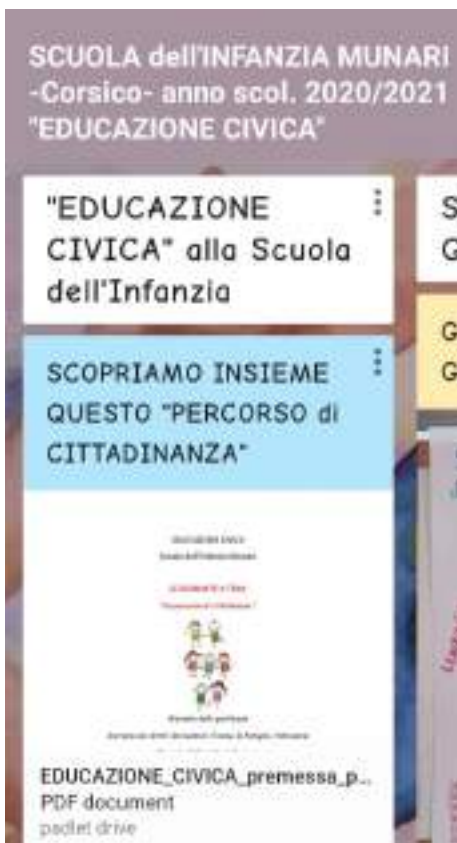 SCUOLA dell'INFANZIA MUNARI
-Corsico- anno scol. 2020/2021
"EDUCAZIONE CIVICA"
"EDUCAZIONE
CIVICA" alla Scuola
dell'Infanzia
S
G
SCOPRIAMO INSIEME
QUESTO "PERCORSO di
CITTADINANZA"
G
G
EDUCAZIONE_CIVICA_premessa_p...
PDF document
padlet drive